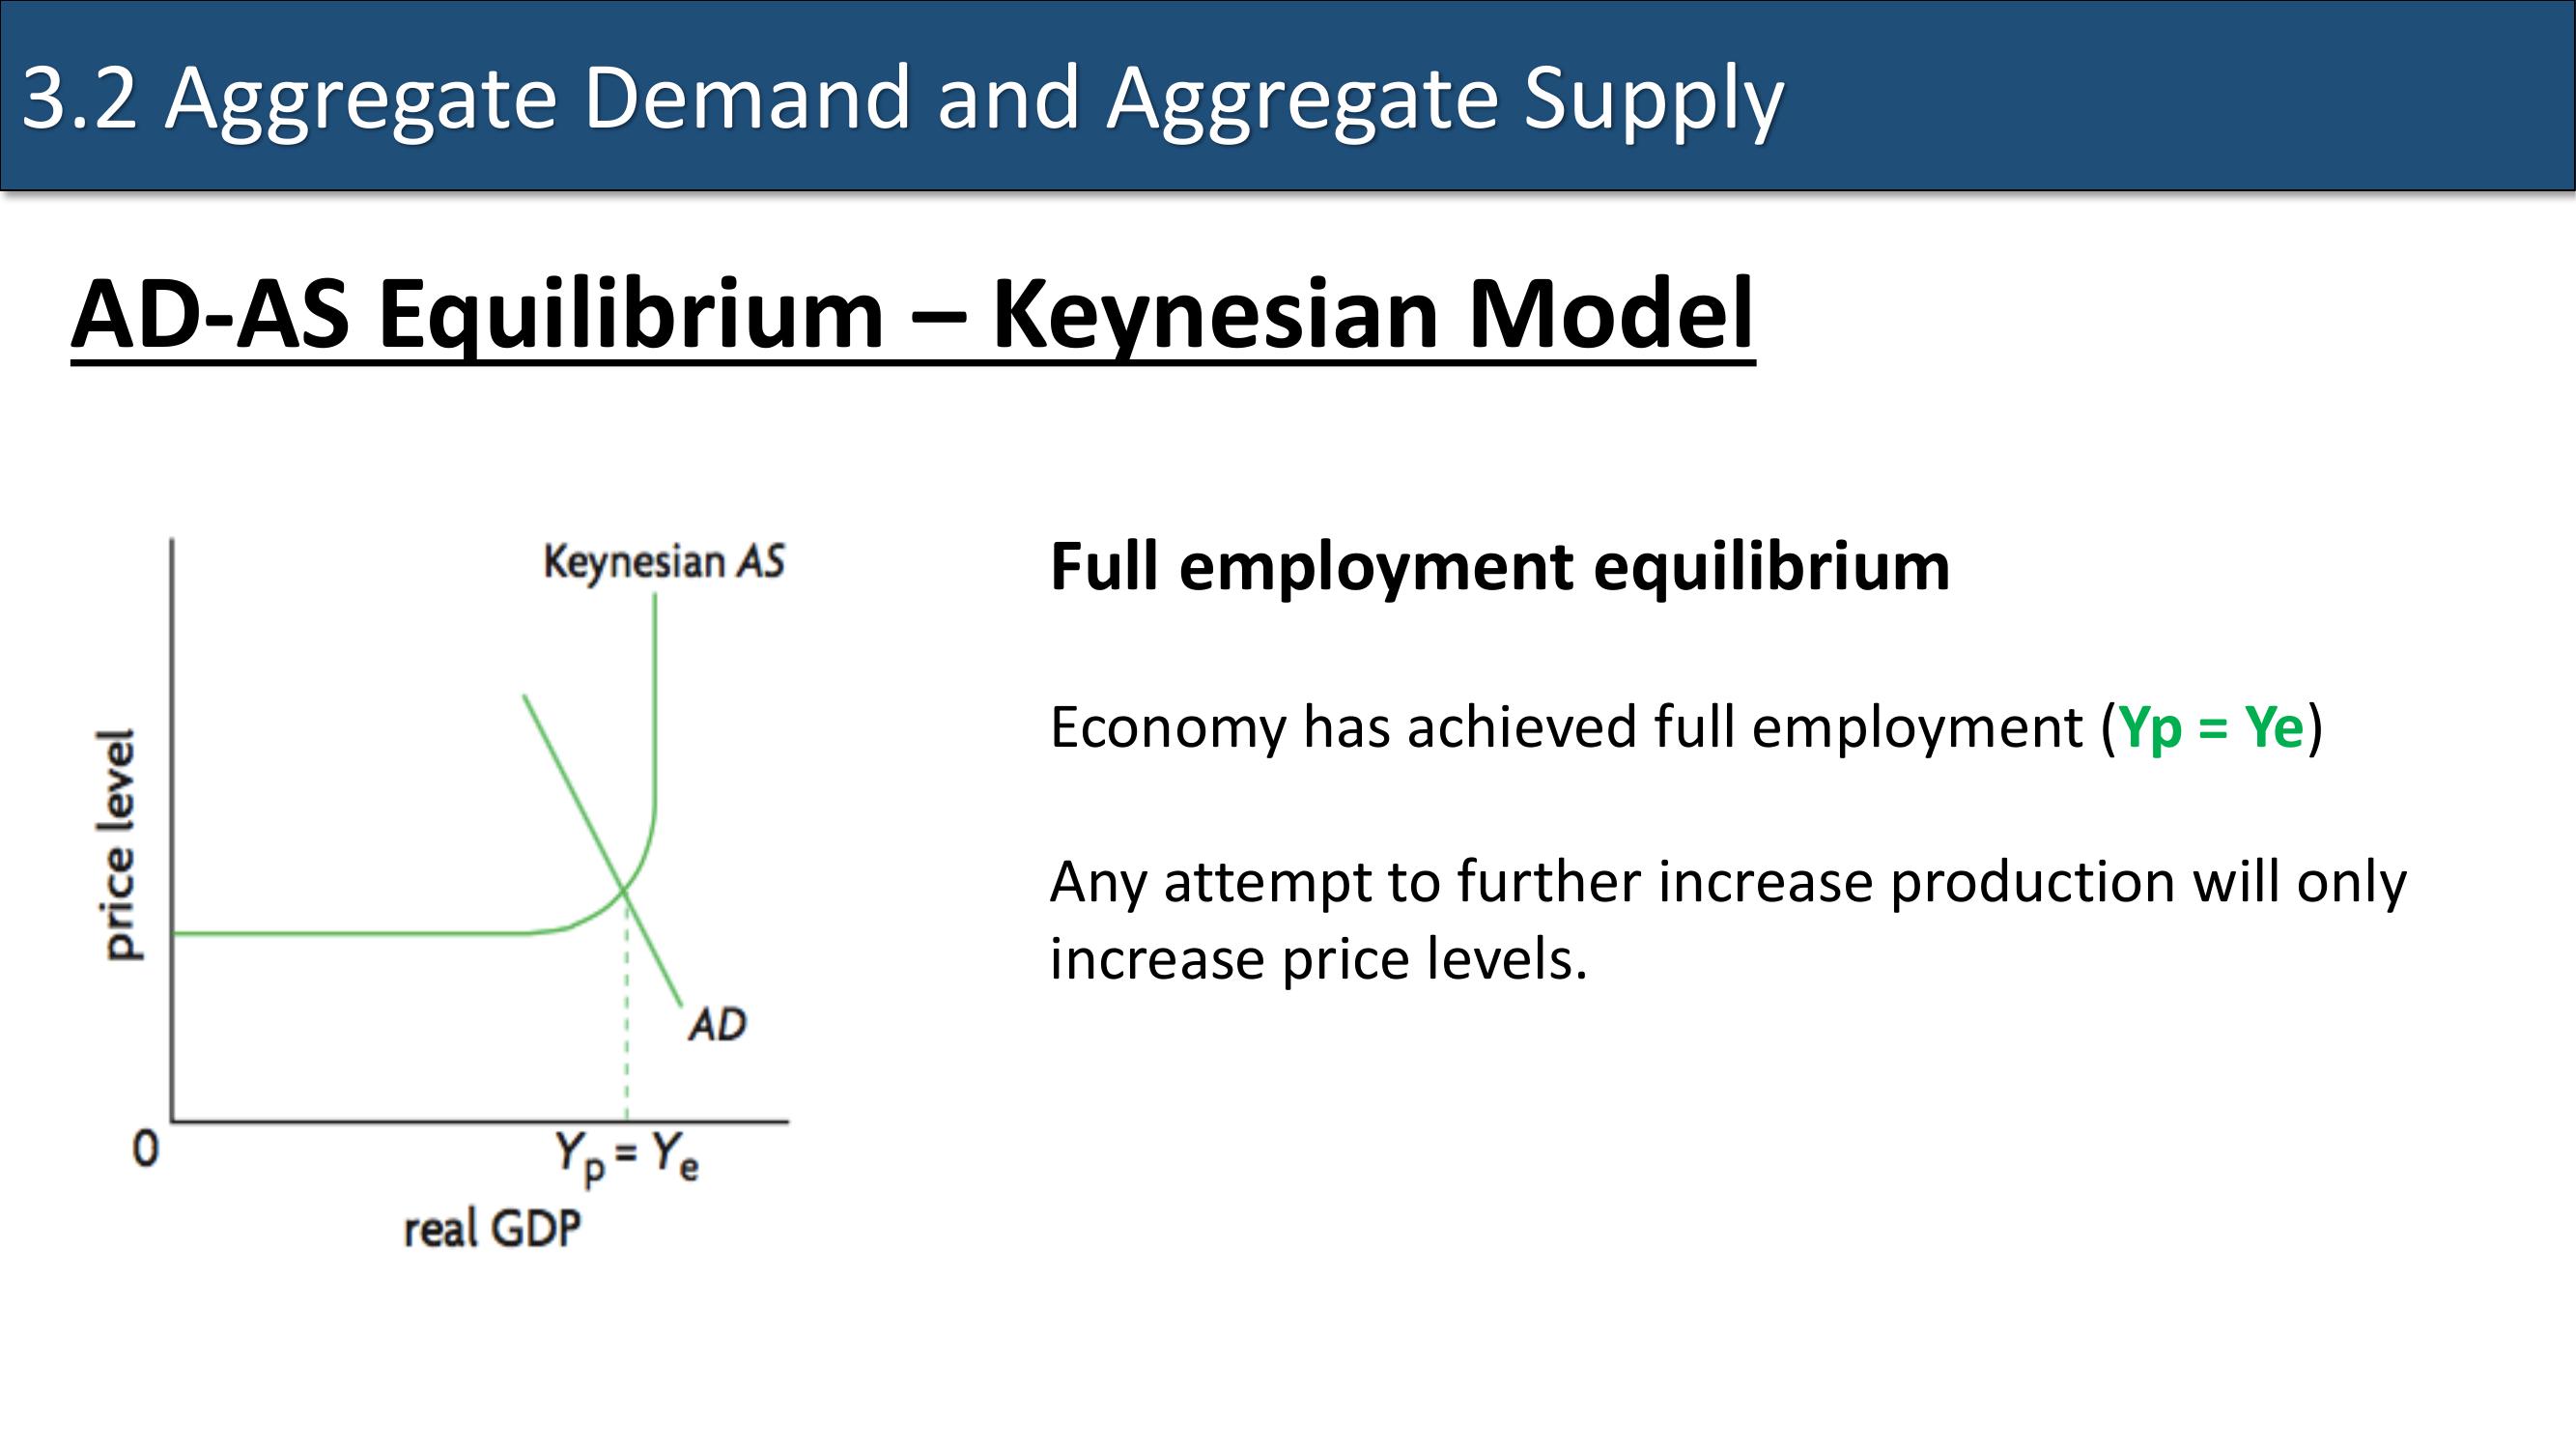 3.2 Aggregate Demand and Aggregate Supply
AD-AS Equilibrium – Keynesian Model
Keynesian AS
price level
AD
0
Yp = Ye
real GDP
Full employment equilibrium
Economy has achieved full employment (Yp = Ye)
Any attempt to further increase production will only
increase price levels.